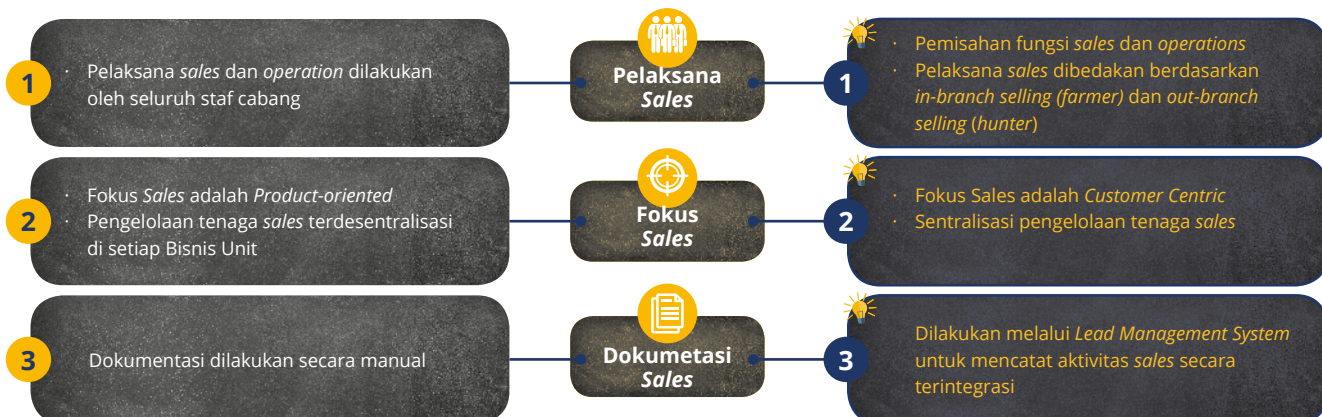 1
· Pelaksana sales dan operation dilakukan
oleh seluruh staf cabang
Pelaksana
Sales
1
· Pemisahan fungsi sales dan operations
· Pelaksana sales dibedakan berdasarkan
in-branch selling (farmer) dan out-branch
selling (hunter)
2
· Fokus Sales adalah Product-oriented
· Pengelolaan tenaga sales terdesentralisasi
di setiap Bisnis Unit
Fokus
Sales
2
· Fokus Sales adalah Customer Centric
· Sentralisasi pengelolaan tenaga sales
3
Dokumentasi dilakukan secara manual
Dokumetasi
Sales
3
Dilakukan melalui Lead Management System
untuk mencatat aktivitas sales secara
terintegrasi